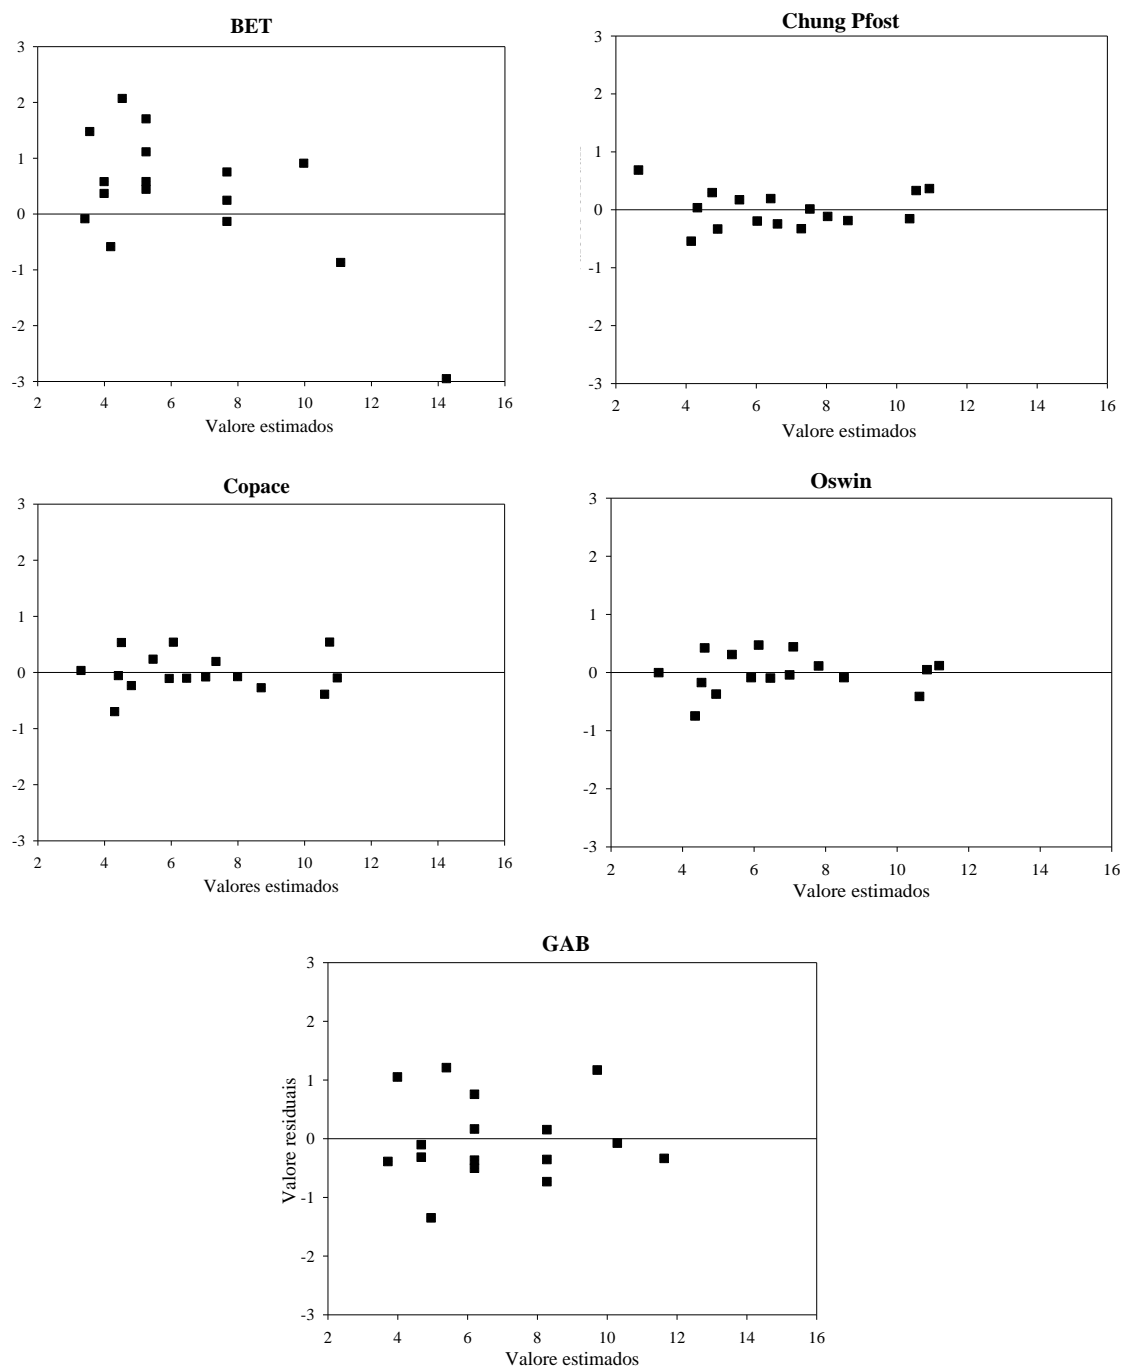 BET
3
2
1
0
-1
-2
-3
2 4 6 8 10 12 14 16
Valore estimados
Chung Pfost
3
2
1
0
-1
-2
-3
2 4 6 8 10 12 14 16
Valore estimados
Copace
3
2
1
0
-1
-2
-3
2 4 6 8 10 12 14 16
Valores estimados
Oswin
3
2
1
0
-1
-2
-3
2 4 6 8 10 12 14 16
Valore estimados
GAB
Valore residuais
3
2
1
0
-1
-2
-3
2 4 6 8 10 12 14 16
Valore estimados